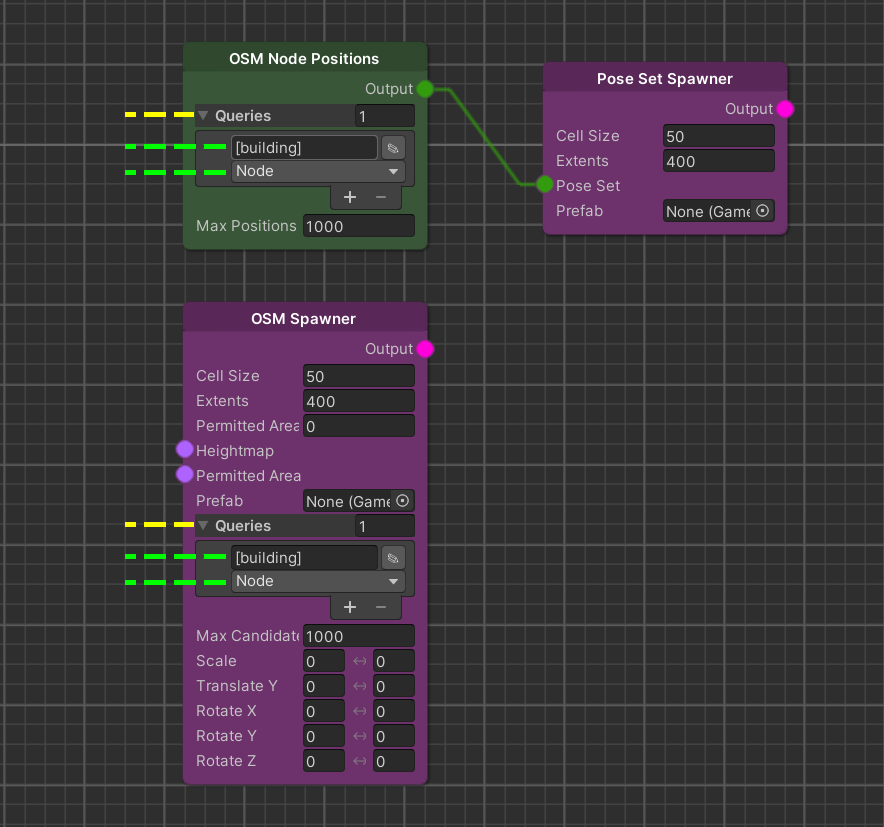 OSM Node Positions
Output
Queries 1
[building]
Node
+ −
Max Positions 1000
Pose Set Spawner
Output
Cell Size 50
Extents 400
Pose Set
Prefab None (Game
OSM Spawner
Output
Cell Size 50
Extents 400
Permitted Area 0
Heightmap
Permitted Area
Prefab None (Game
Queries 1
[building]
Node
+ −
Max Candidate 1000
Scale 0 ↔ 0
Translate Y 0 ↔ 0
Rotate X 0 ↔ 0
Rotate Y 0 ↔ 0
Rotate Z 0 ↔ 0